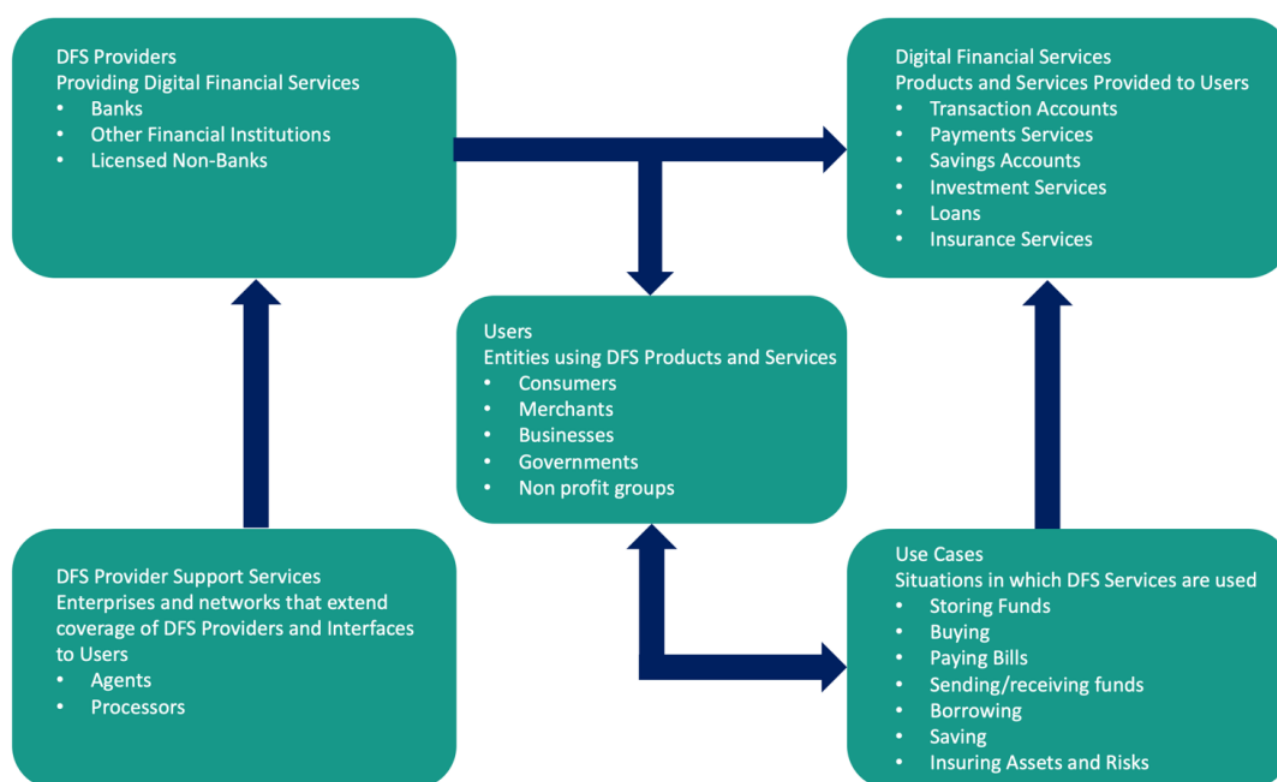 DFS Providers
Providing Digital Financial Services
• Banks
• Other Financial Institutions
• Licensed Non-Banks
Digital Financial Services
Products and Services Provided to Users
• Transaction Accounts
• Payments Services
• Savings Accounts
• Investment Services
• Loans
• Insurance Services
Users
Entities using DFS Products and Services
• Consumers
• Merchants
• Businesses
• Governments
• Non profit groups
DFS Provider Support Services
Enterprises and networks that extend
coverage of DFS Providers and Interfaces
to Users
• Agents
• Processors
Use Cases
Situations in which DFS Services are used
• Storing Funds
• Buying
• Paying Bills
• Sending/receiving funds
• Borrowing
• Saving
• Insuring Assets and Risks